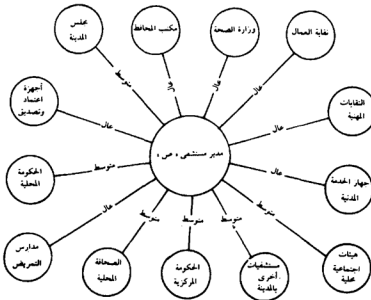 نقابة العمال
وزارة الصحة
مكتب المحافظ
مجلس
المدينة
عال
عال
عال
متوسط
النقابات
المهنية
أجهزة
اعتماد
وتصديق
عال
عال
مدير مستشفى « ص »
جهاز الخدمة
المدنية
الحكومة
المحلية
عال
متوسط
هيئات
اجتماعية
محلية
مستشفيات
أخرى
بالمدينة
الحكومة
المركزية
الصحافة
المحلية
مدارس
التمريض
متوسط
متوسط
متوسط
متوسط
عال